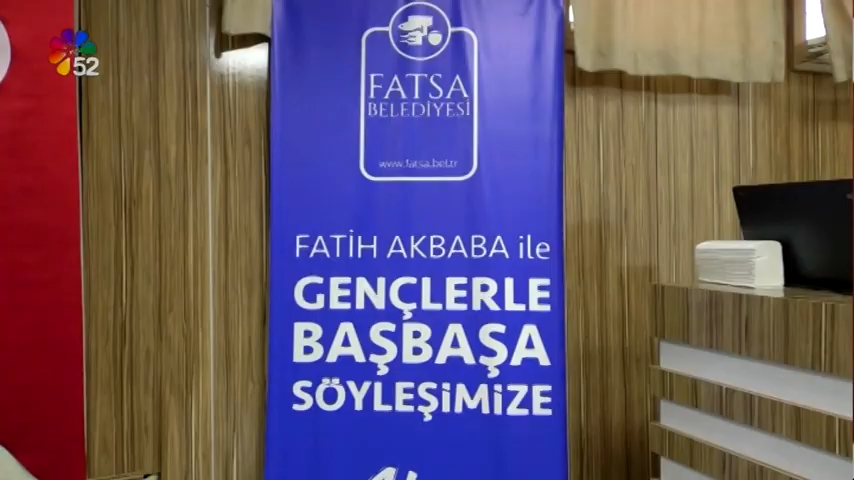 52
FATSA
BELEDİYESİ
www.fatsa.bel.tr
FATİH AKBABA ile
GENÇLERLE
BAŞBAŞA
SÖYLEŞİMİZE